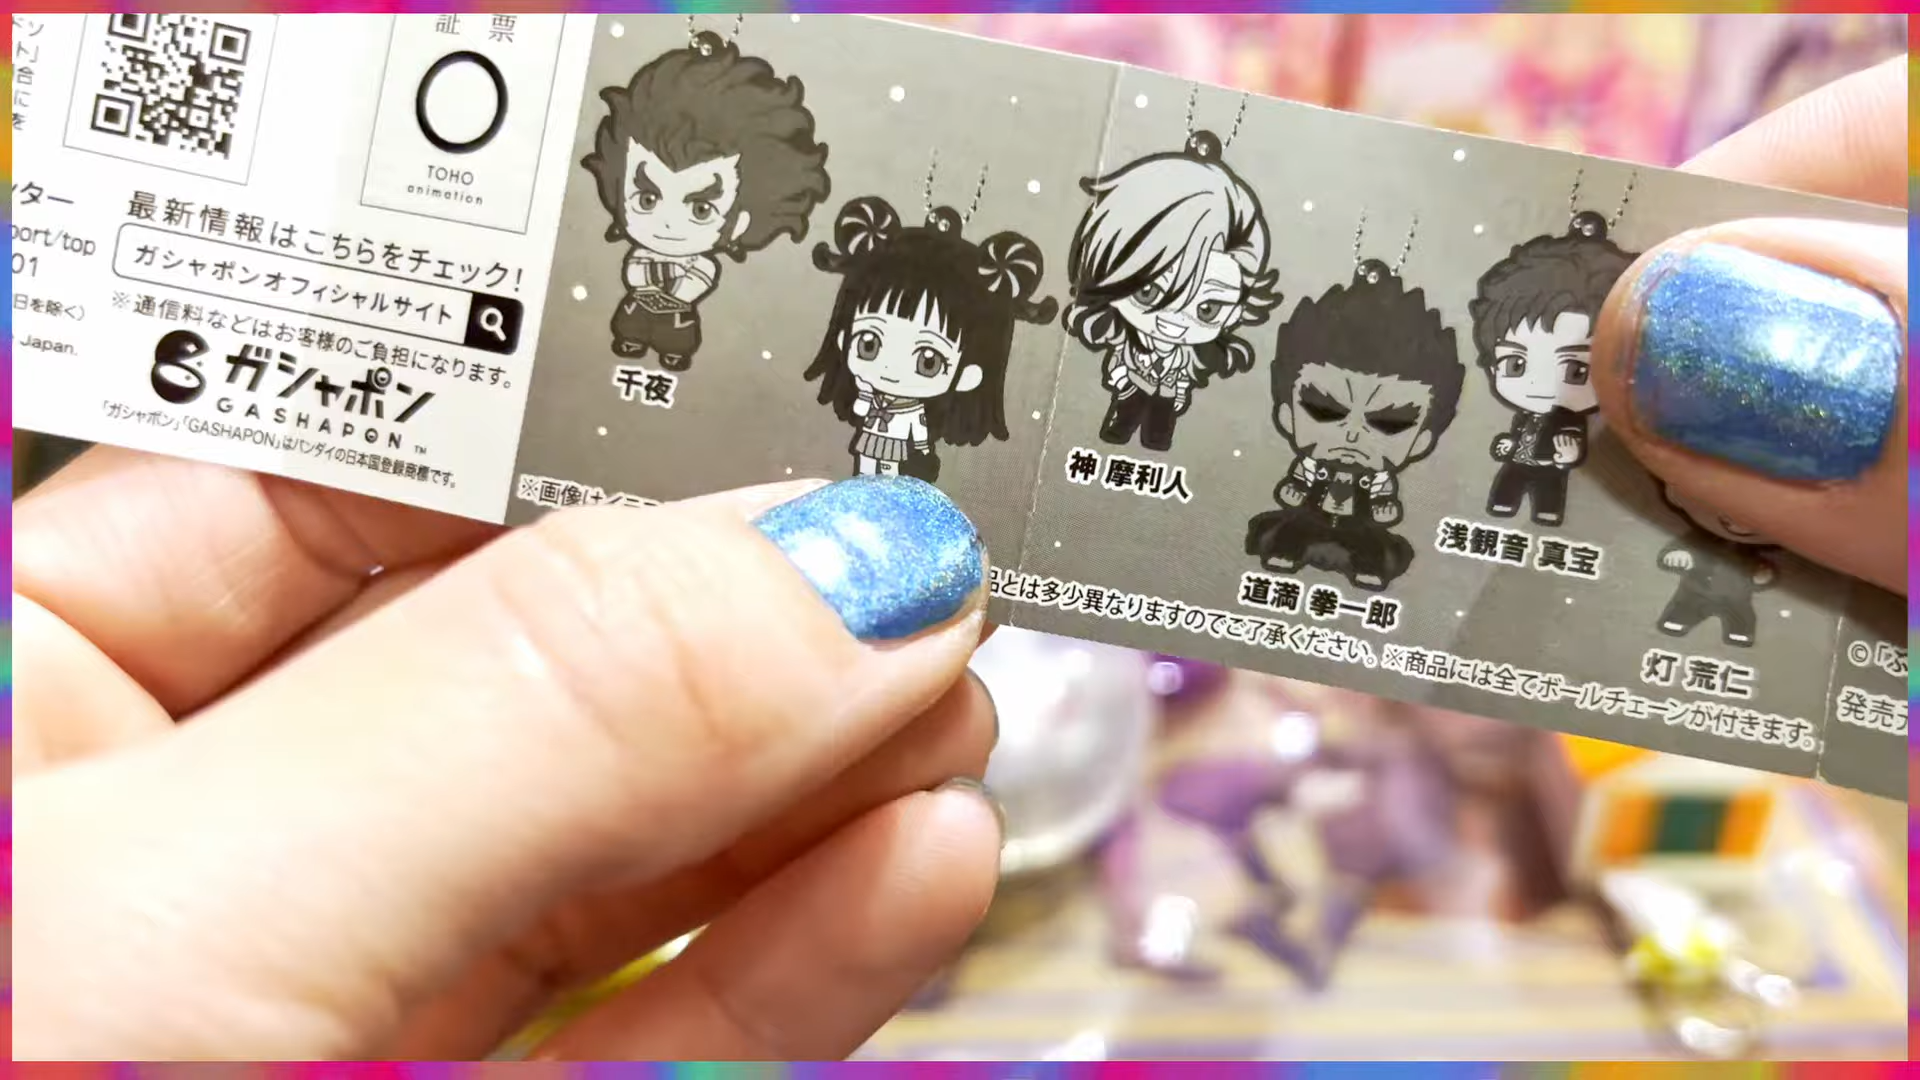 証票
TOHO
animation
ター
port/top
01
日を除く)
Japan.
最新情報はこちらをチェック!
ガシャポンオフィシャルサイト
※通信料などはお客様のご負担になります。
ガシャポン
GASHAPON™
「ガシャポン」「GASHAPON」はバンダイの日本国登録商標です。
千夜
神 摩利人
道満 拳一郎
浅観音 真宝
灯 荒仁
※画像は
品とは多少異なりますのでご了承ください。※商品には全てボールチェーンが付きます。
©「ぶ
発売元